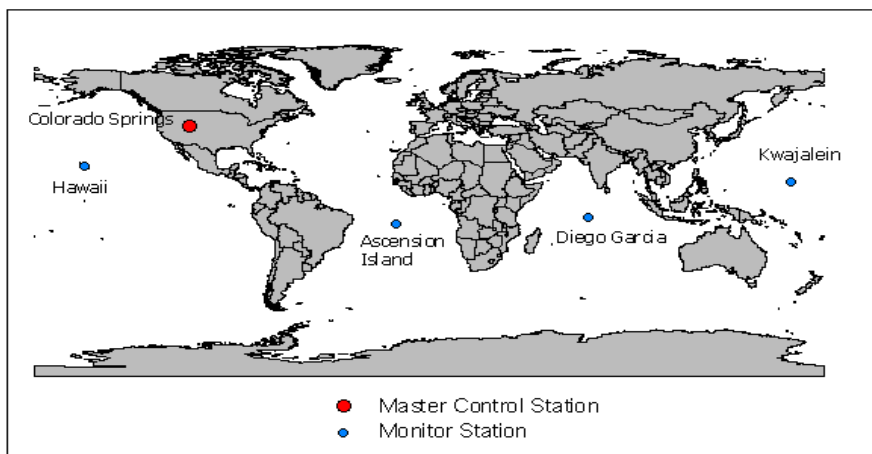 Colorado Springs
Hawaii
Kwajalein
Ascension
Island
Diego Garcia
Master Control Station
Monitor Station